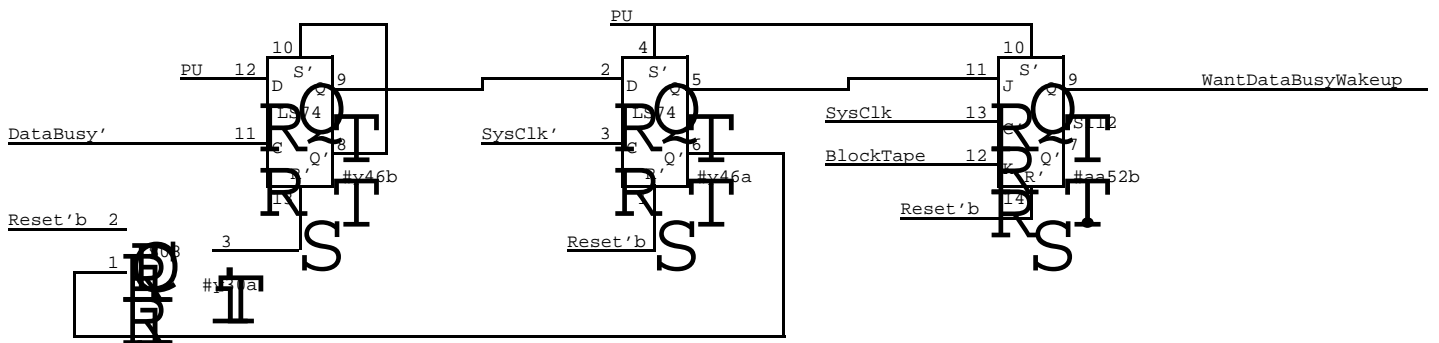 PU
10 4 10
PU 12 S' 9 2 S' 5 11 S' 9 WantDataBusyWakeup
D Q D Q J Q
LS74 LS74 SysClk 13 S112
DataBusy' 11 C 8 SysClk' 3 C 6 C' 7
Q' Q' BlockTape 12 K Q'
R' #y46b R' #y46a R' #aa52b
13 1 14
Reset'b 2 Reset'b
3 Reset'b
1
R Q T R Q T R Q T
R T R T R R T
S S S